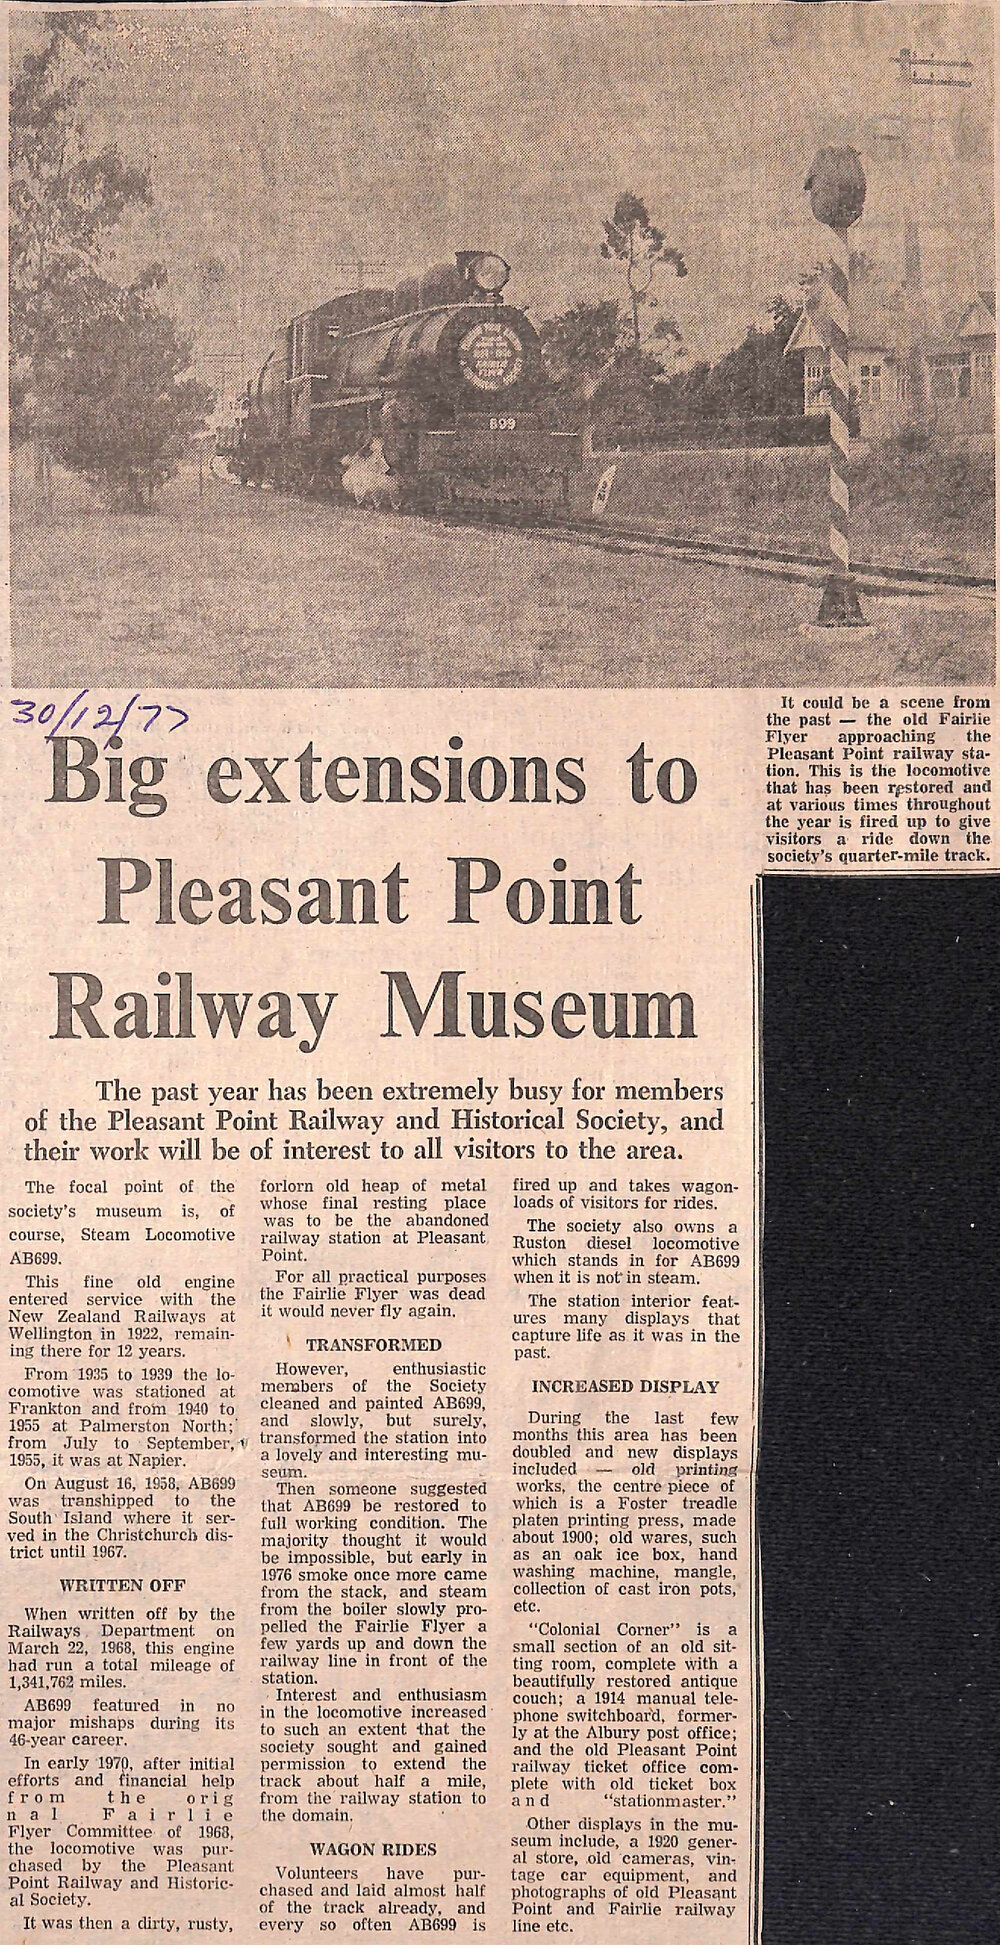 699
30/12/77
It could be a scene from
the past — the old Fairlie
Flyer approaching the
Pleasant Point railway sta-
tion. This is the locomotive
that has been restored and
at various times throughout
the year is fired up to give
visitors a ride down the
society's quarter-mile track.
Big extensions to
Pleasant Point
Railway Museum
The past year has been extremely busy for members
of the Pleasant Point Railway and Historical Society, and
their work will be of interest to all visitors to the area.
The focal point of the
society's museum is, of
course, Steam Locomotive
AB699.
This fine old engine
entered service with the
New Zealand Railways at
Wellington in 1922, remain-
ing there for 12 years.
From 1935 to 1939 the lo-
comotive was stationed at
Frankton and from 1940 to
1955 at Palmerston North;
from July to September,
1955, it was at Napier.
On August 16, 1958, AB699
was transhipped to the
South Island where it ser-
ved in the Christchurch dis-
trict until 1967.
WRITTEN OFF
When written off by the
Railways Department on
March 22, 1968, this engine
had run a total mileage of
1,341,762 miles.
AB699 featured in no
major mishaps during its
46-year career.
In early 1970, after initial
efforts and financial help
from the orig
nal Fairlie
Flyer Committee of 1968,
the locomotive was pur-
chased by the Pleasant
Point Railway and Historic-
al Society.
It was then a dirty, rusty,
forlorn old heap of metal
whose final resting place
was to be the abandoned
railway station at Pleasant
Point.
For all practical purposes
the Fairlie Flyer was dead
it would never fly again.
TRANSFORMED
However, enthusiastic
members of the Society
cleaned and painted AB699,
and slowly, but surely,
transformed the station into
a lovely and interesting mu-
seum.
Then someone suggested
that AB699 be restored to
full working condition. The
majority thought it would
be impossible, but early in
1976 smoke once more came
from the stack, and steam
from the boiler slowly pro-
pelled the Fairlie Flyer a
few yards up and down the
railway line in front of the
station.
Interest and enthusiasm
in the locomotive increased
to such an extent that the
society sought and gained
permission to extend the
track about half a mile,
from the railway station to
the domain.
WAGON RIDES
Volunteers have pur-
chased and laid almost half
of the track already, and
every so often AB699 is
fired up and takes wagon-
loads of visitors for rides.
The society also owns a
Ruston diesel locomotive
which stands in for AB699
when it is not in steam.
The station interior feat-
ures many displays that
capture life as it was in the
past.
INCREASED DISPLAY
During the last few
months this area has been
doubled and new displays
included — old printing
works, the centre piece of
which is a Foster treadle
platen printing press, made
about 1900; old wares, such
as an oak ice box, hand
washing machine, mangle,
collection of cast iron pots,
etc.
"Colonial Corner" is a
small section of an old sit-
ting room, complete with a
beautifully restored antique
couch; a 1914 manual tele-
phone switchboard, former-
ly at the Albury post office;
and the old Pleasant Point
railway ticket office com-
plete with old ticket box
and "stationmaster."
Other displays in the mu-
seum include, a 1920 gener-
al store, old cameras, vin-
tage car equipment, and
photographs of old Pleasant
Point and Fairlie railway
line etc.